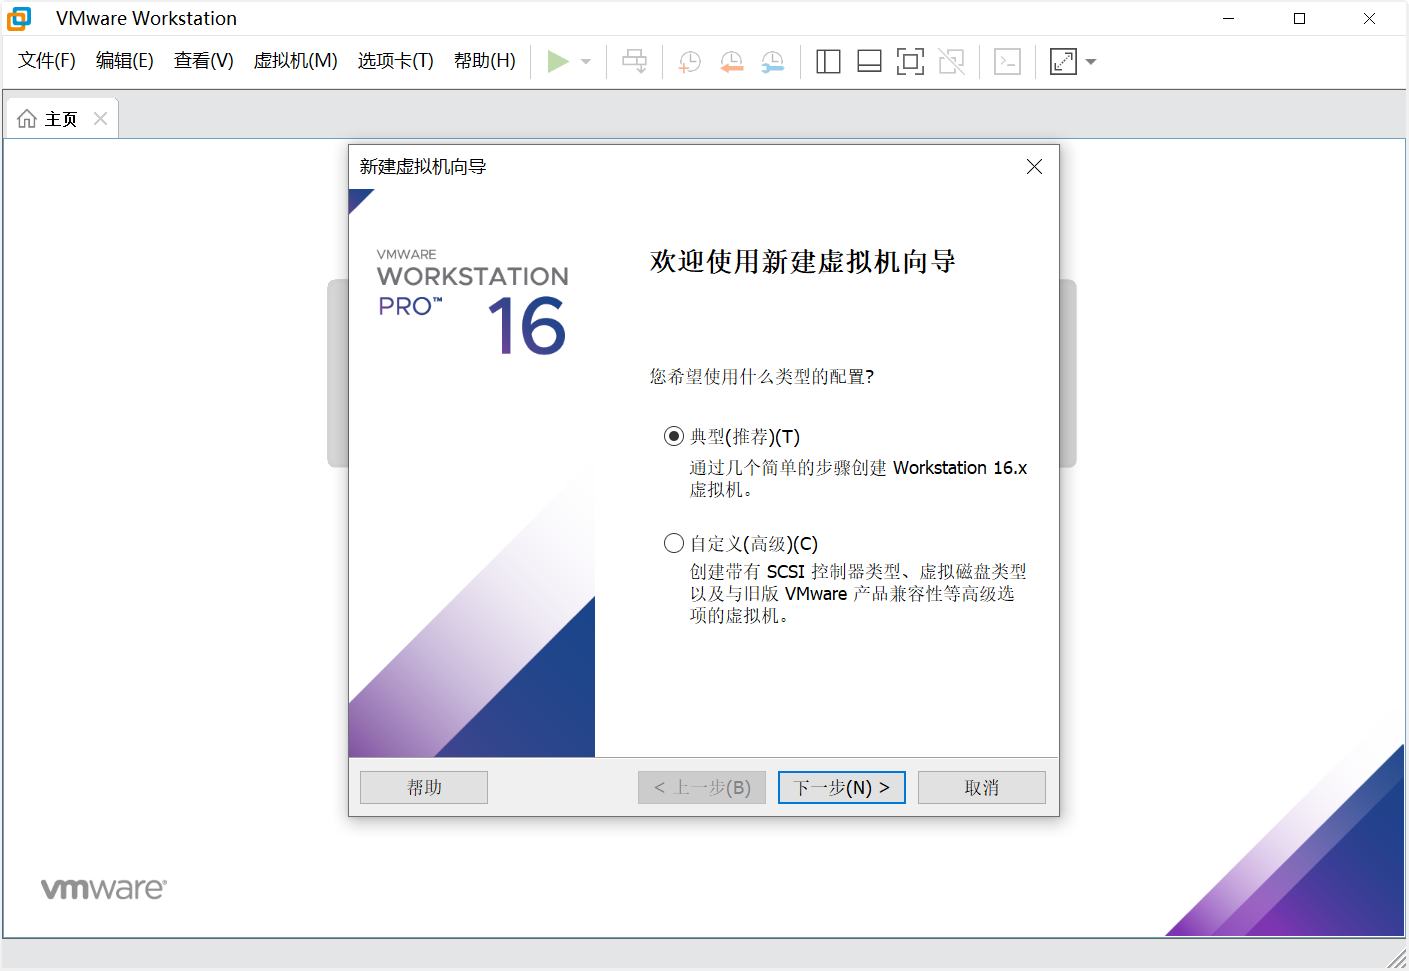 VMware Workstation
文件(F) 编辑(E) 查看(V) 虚拟机(M) 选项卡(T) 帮助(H)
主页
新建虚拟机向导
VMWARE
WORKSTATION
PRO™ 16
欢迎使用新建虚拟机向导
您希望使用什么类型的配置?
典型(推荐)(T)
通过几个简单的步骤创建 Workstation 16.x
虚拟机。
自定义(高级)(C)
创建带有 SCSI 控制器类型、虚拟磁盘类型
以及与旧版 VMware 产品兼容性等高级选
项的虚拟机。
帮助 < 上一步(B) 下一步(N) > 取消
vmware®